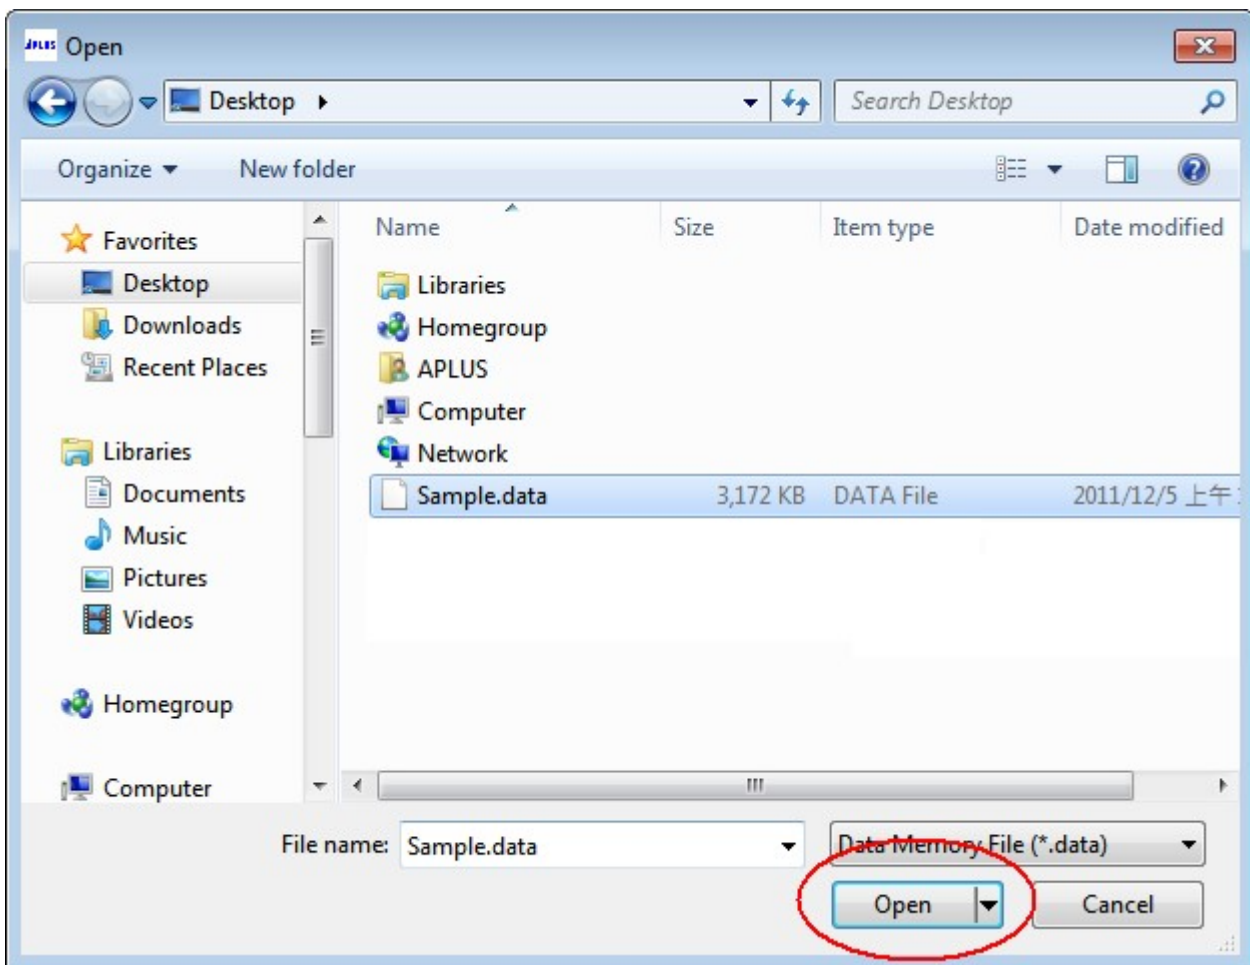 APLUS Open
Desktop
Search Desktop
Organize New folder
Name Size Item type Date modified
Favorites
Desktop
Downloads
Recent Places
Libraries
Documents
Music
Pictures
Videos
Homegroup
Computer
Libraries
Homegroup
APLUS
Computer
Network
Sample.data 3,172 KB DATA File 2011/12/5 上午
File name: Sample.data Data Memory File (*.data)
Open Cancel